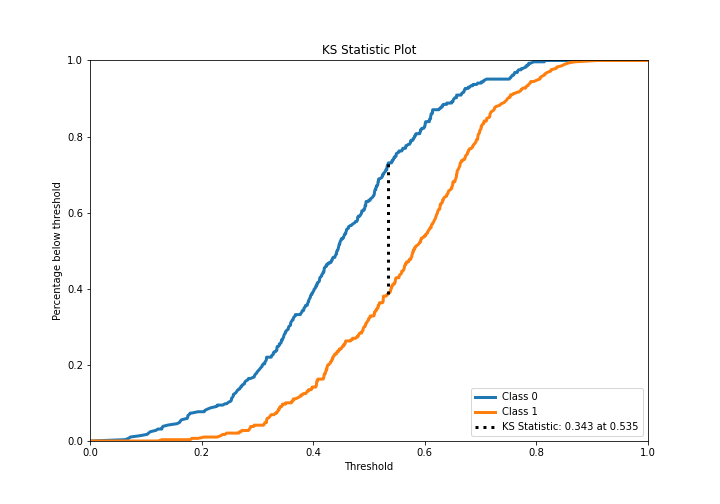 KS Statistic Plot
1.0
0.8
0.6
0.4
0.2
0.0
Percentage below threshold
Class 0
Class 1
KS Statistic: 0.343 at 0.535
0.0 0.2 0.4 0.6 0.8 1.0
Threshold